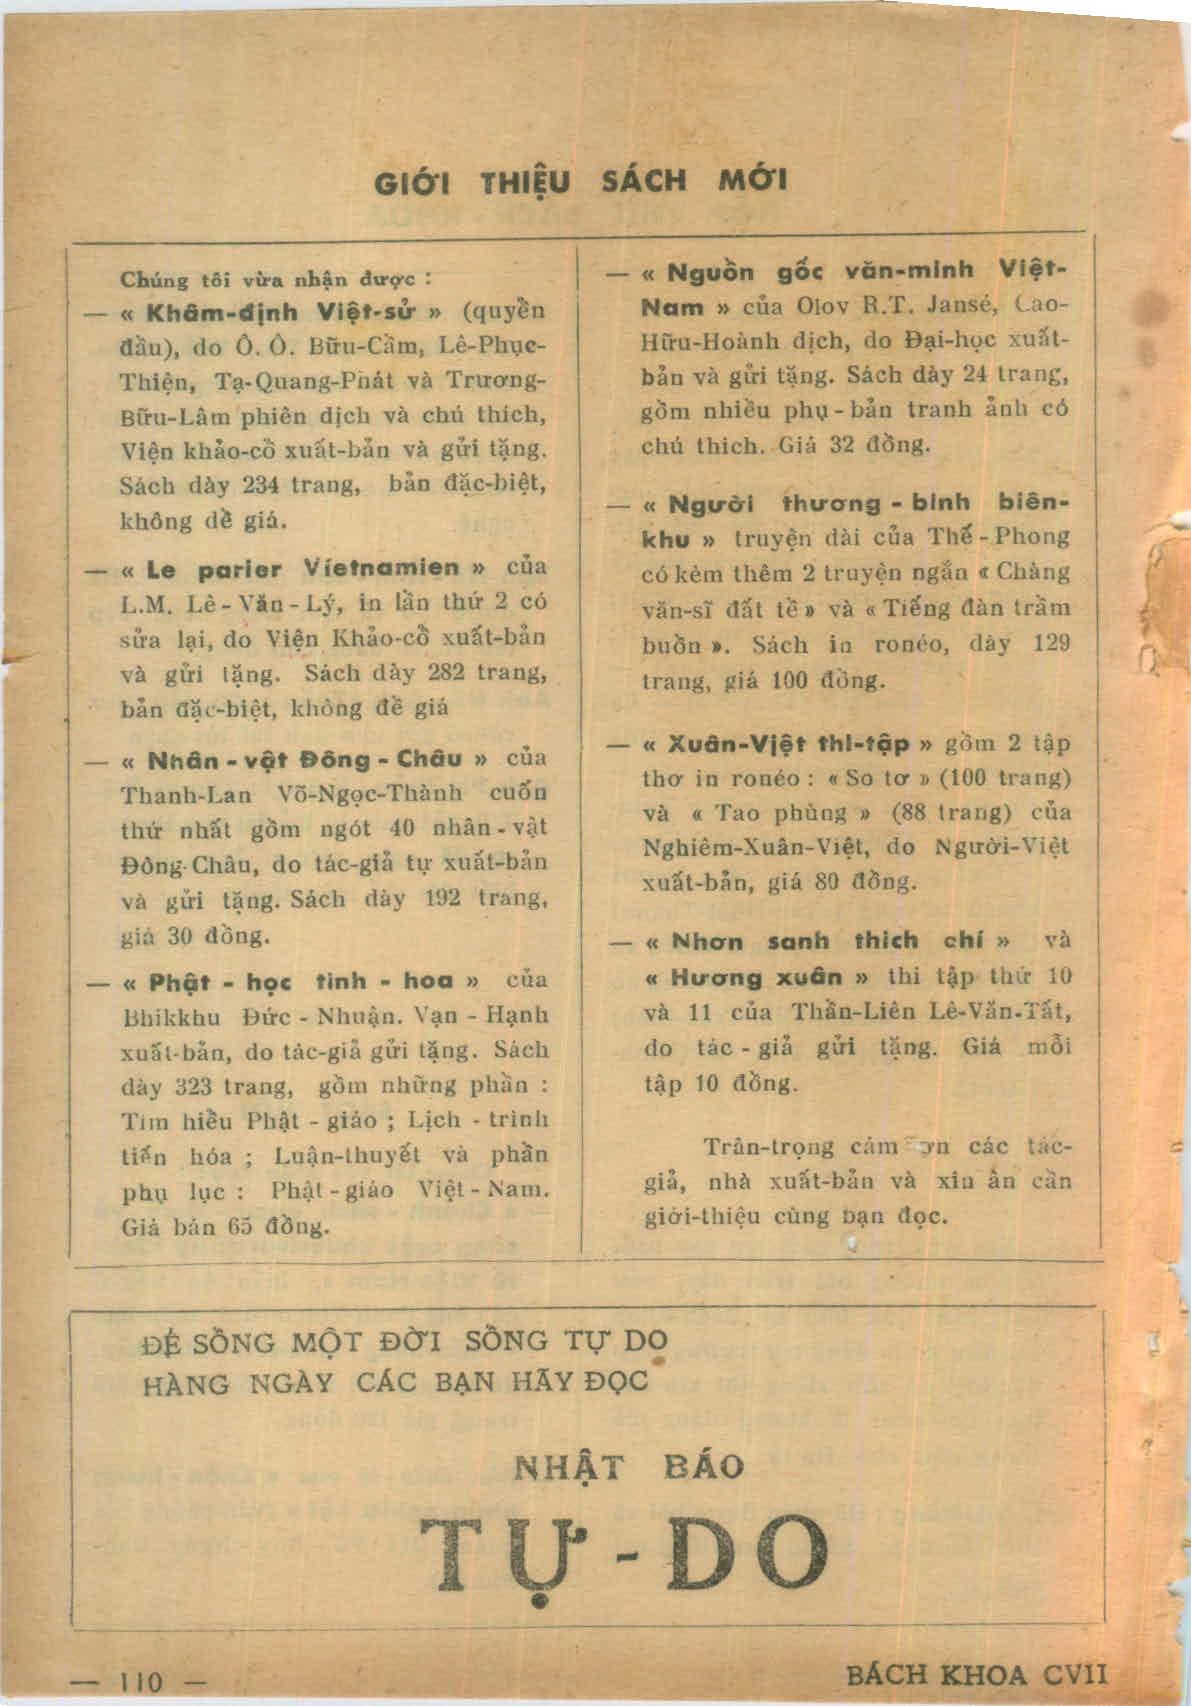 GIỚI THIỆU SÁCH MỚI
Chúng tôi vừa nhận được :
— « Khâm-định Việt-sử » (quyển
đầu), do Ô. Ô. Bữu-Cầm, Lê-Phục-
Thiện, Tạ-Quang-Phát và Trương-
Bữu-Lâm phiên dịch và chú thích,
Viện khảo-cổ xuất-bản và gửi tặng.
Sách dày 234 trang, bản đặc-biệt,
không dề giá.
— « Le parler Vietnamien » của
L.M. Lê-Văn-Lý, in lần thứ 2 có
sửa lại, do Viện Khảo-cổ xuất-bản
và gửi tặng. Sách dày 282 trang,
bản đặc-biệt, không đề giá
— « Nhân-vật Đông-Châu » của
Thanh-Lan Võ-Ngọc-Thành cuốn
thứ nhất gồm ngót 40 nhân-vật
Đông-Châu, do tác-giả tự xuất-bản
và gửi tặng. Sách dày 192 trang,
giá 30 đồng.
— « Phật-học tinh-hoa » của
Bhikkhu Đức-Nhuận. Vạn-Hạnh
xuất-bản, do tác-giả gửi tặng. Sách
dày 323 trang, gồm những phần :
Tìm hiểu Phật-giáo ; Lịch-trình
tiến hóa ; Luận-thuyết và phần
phụ lục : Phật-giáo Việt-Nam.
Giá bán 65 đồng.
— « Nguồn gốc văn-minh Việt-
Nam » của Olov R.T. Jansé, Cao-
Hữu-Hoành dịch, do Đại-học xuất-
bản và gửi tặng. Sách dày 24 trang,
gồm nhiều phụ-bản tranh ảnh có
chú thích. Giá 32 đồng.
— « Người thương-binh biên-
khu » truyện dài của Thế-Phong
có kèm thêm 2 truyện ngắn « Chàng
văn-sĩ đất tề » và « Tiếng đàn trầm
buồn ». Sách in ronéo, dày 129
trang, giá 100 đồng.
— « Xuân-Việt thi-tập » gồm 2 tập
thơ in ronéo : « So tơ » (100 trang)
và « Tao phùng » (88 trang) của
Nghiêm-Xuân-Việt, do Người-Việt
xuất-bản, giá 80 đồng.
— « Nhơn sanh thích chí » và
« Hương xuân » thi tập thứ 10
và 11 của Thần-Liên Lê-Văn-Tất,
do tác-giả gửi tặng. Giá mỗi
tập 10 đồng.
Trân-trọng cám ơn các tác-
giả, nhà xuất-bản và xin ân cần
giới-thiệu cùng bạn đọc.
ĐỂ SỐNG MỘT ĐỜI SỐNG TỰ DO
HÀNG NGÀY CÁC BẠN HÃY ĐỌC
NHẬT BÁO
TỰ-DO
— 110 —
BÁCH KHOA CVII